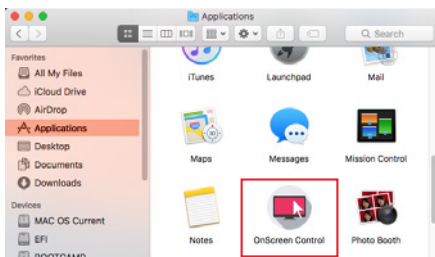 Applications
Search
Favorites
All My Files
iCloud Drive
AirDrop
Applications
Desktop
Documents
Downloads
Devices
MAC OS Current
EFI
BOOTCAMP
iTunes
Launchpad
Mail
Maps
Messages
Mission Control
Notes
OnScreen Control
Photo Booth